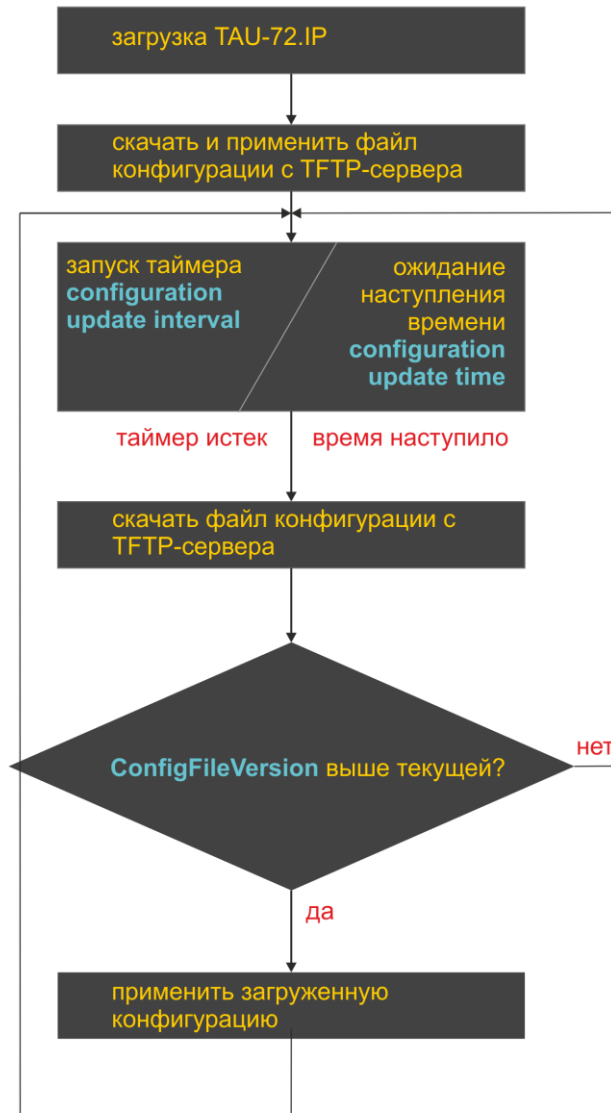 загрузка TAU-72.IP
скачать и применить файл
конфигурации с TFTP-сервера
запуск таймера
configuration
update interval
ожидание
наступления
времени
configuration
update time
таймер истек
время наступило
скачать файл конфигурации с
TFTP-сервера
ConfigFileVersion выше текущей?
нет
да
применить загруженную
конфигурацию